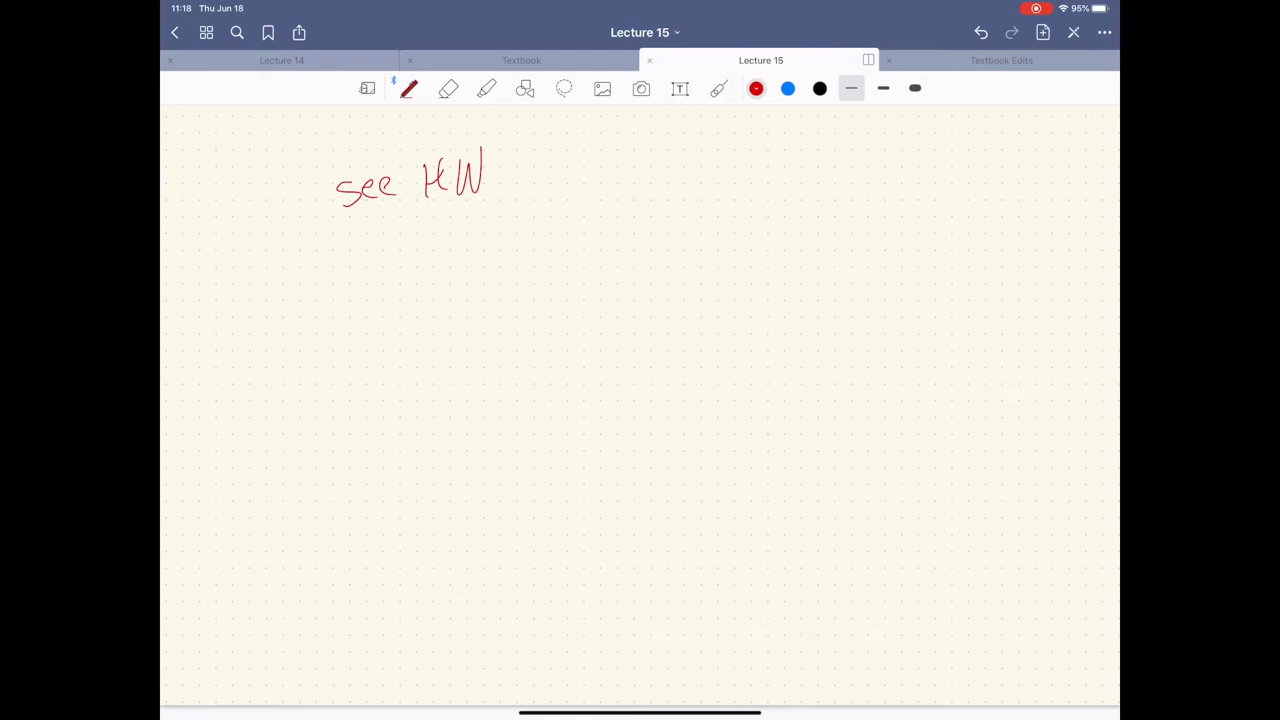 11:18 Thu Jun 18
95%
Lecture 15
Lecture 14
Textbook
Lecture 15
Textbook Edits
T
see HW